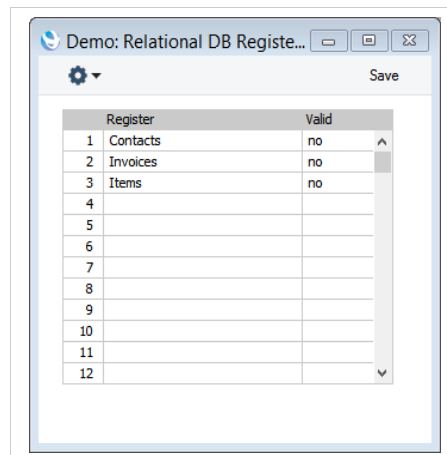 Demo: Relational DB Registe...
Save
Register Valid
1 Contacts no
2 Invoices no
3 Items no
4
5
6
7
8
9
10
11
12